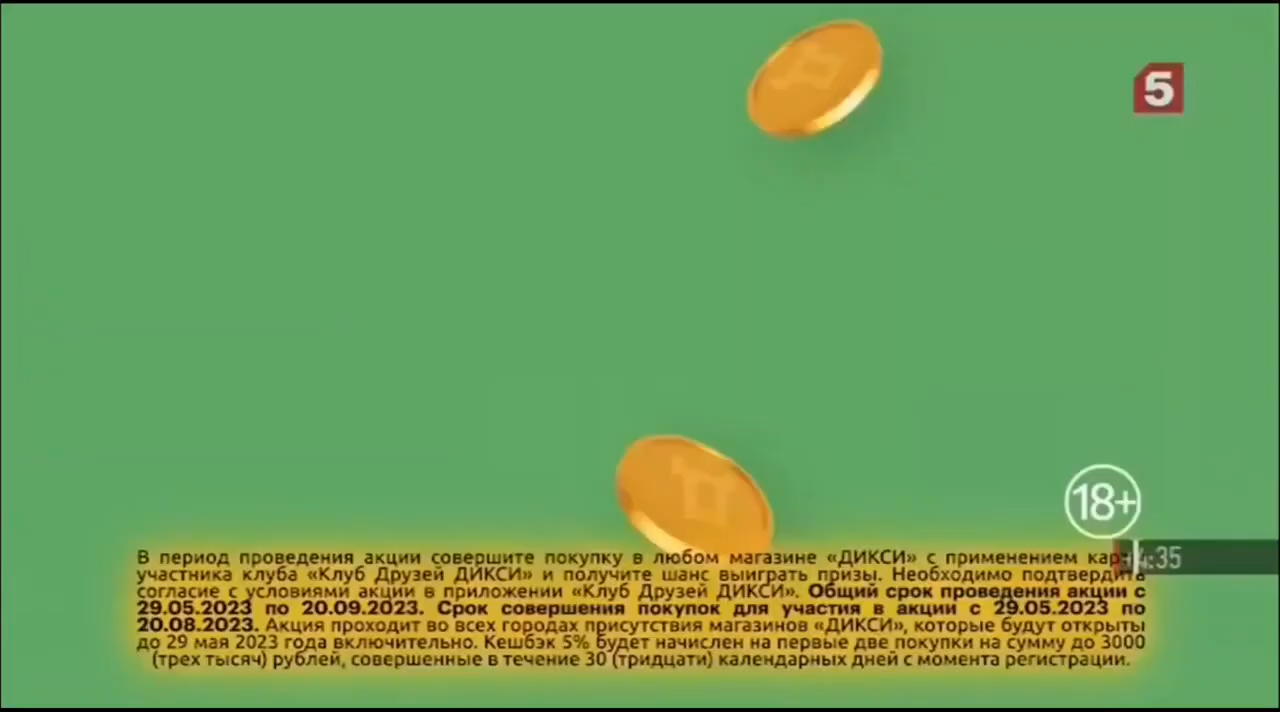 5
18+
В период проведения акции совершите покупку в любом магазине «ДИКСИ» с применением
4:35
участника клуба «Клуб Друзей ДИКСИ» и получите шанс выиграть призы. Необходимо подтвердить
согласие с условиями акции в приложении «Клуб Друзей ДИКСИ». Общий срок проведения акции с
29.05.2023 по 20.09.2023. Срок совершения покупок для участия в акции с 29.05.2023 по
20.08.2023. Акция проходит во всех городах присутствия магазинов «ДИКСИ», которые будут открыты
до 29 мая 2023 года включительно. Кешбэк 5% будет начислен на первые две покупки на сумму до 3000
(трех тысяч) рублей, совершенные в течение 30 (тридцати) календарных дней с момента регистрации.